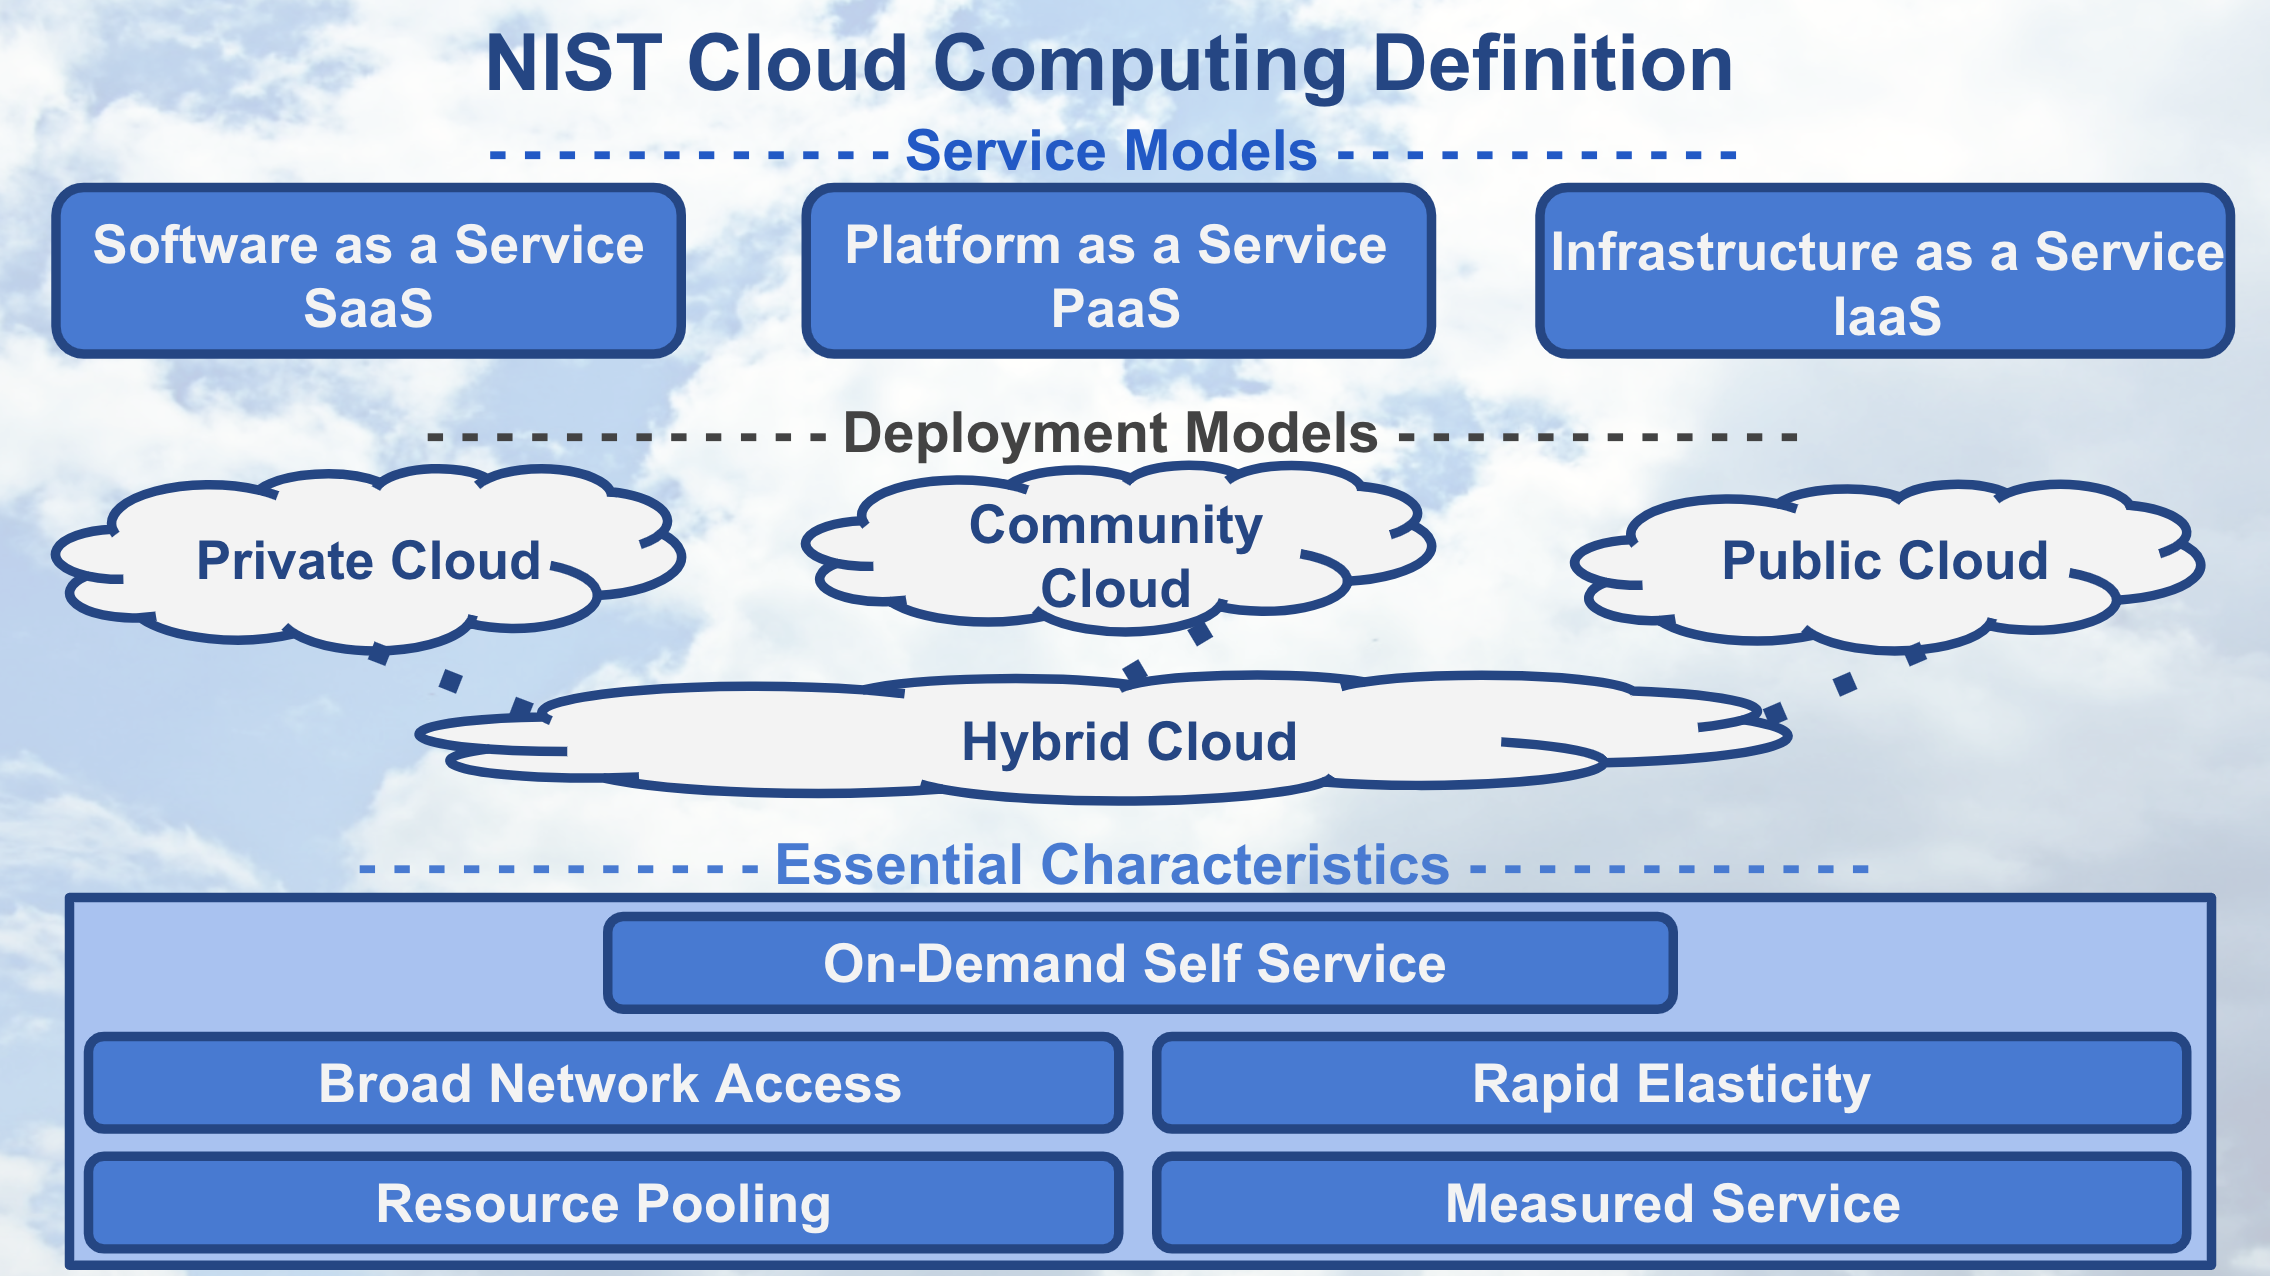 NIST Cloud Computing Definition
- - - - - - - - - - - - Service Models - - - - - - - - - - - -
Software as a Service
SaaS
Platform as a Service
PaaS
Infrastructure as a Service
IaaS
- - - - - - - - - - - - Deployment Models - - - - - - - - - - - -
Private Cloud
Community
Cloud
Public Cloud
Hybrid Cloud
- - - - - - - - - - - - Essential Characteristics - - - - - - - - - - - -
On-Demand Self Service
Broad Network Access
Rapid Elasticity
Resource Pooling
Measured Service